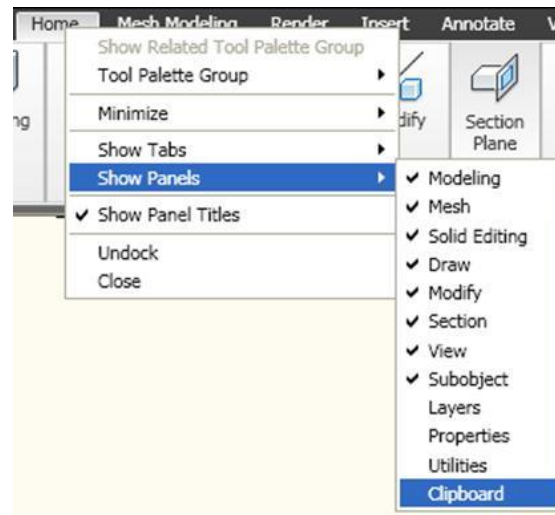 Home Mesh Modeling Render Insert Annotate
Show Related Tool Palette Group
Tool Palette Group
Minimize
Show Tabs
Show Panels
Show Panel Titles
Undock
Close
Section
Plane
Modeling
Mesh
Solid Editing
Draw
Modify
Section
View
Subobject
Layers
Properties
Utilities
Clipboard